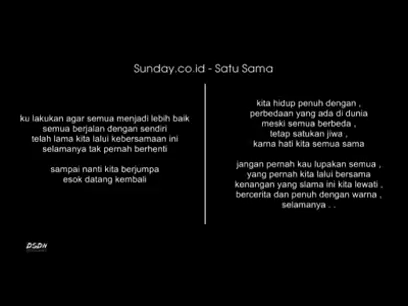 Sunday.co.id - Satu Sama
ku lakukan agar semua menjadi lebih baik
semua berjalan dengan sendiri
telah lama kita lalui kebersamaan ini
selamanya tak pernah berhenti
sampai nanti kita berjumpa
esok datang kembali
kita hidup penuh dengan ,
perbedaan yang ada di dunia
meski semua berbeda ,
tetap satukan jiwa ,
karna hati kita semua sama
jangan pernah kau lupakan semua ,
yang pernah kita lalui bersama
kenangan yang slama ini kita lewati ,
bercerita dan penuh dengan warna ,
selamanya . .
DSDN